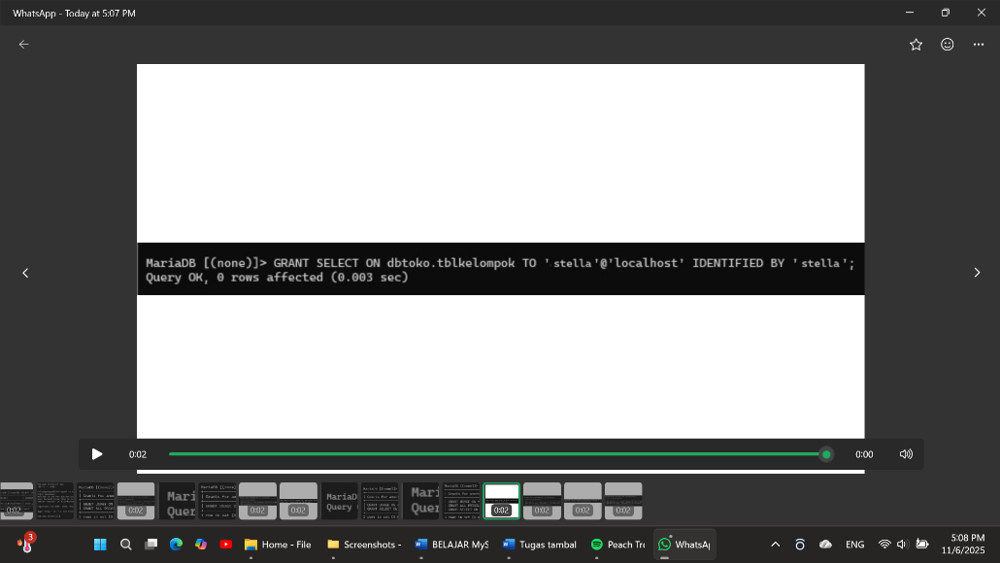 WhatsApp - Today at 5:07 PM
MariaDB [(none)]> GRANT SELECT ON dbtoko.tblkelompok TO 'stella'@'localhost' IDENTIFIED BY 'stella';
Query OK, 0 rows affected (0.003 sec)
0:02
0:00
0:02
0:02
0:02
0:02
0:02
0:02
0:02
0:02
3
Home - File
Screenshots -
BELAJAR MyS
Tugas tambal
Peach Tre
WhatsA
ENG
5:08 PM
11/6/2025